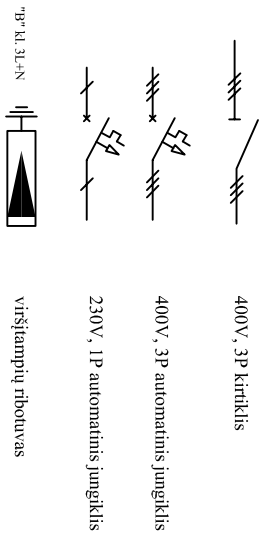 400V, 3P kirtiklis
400V, 3P automatinis jungiklis
230V, 1P automatinis jungiklis
"B" kl. 3L+N
viršįtampių ribotuvas